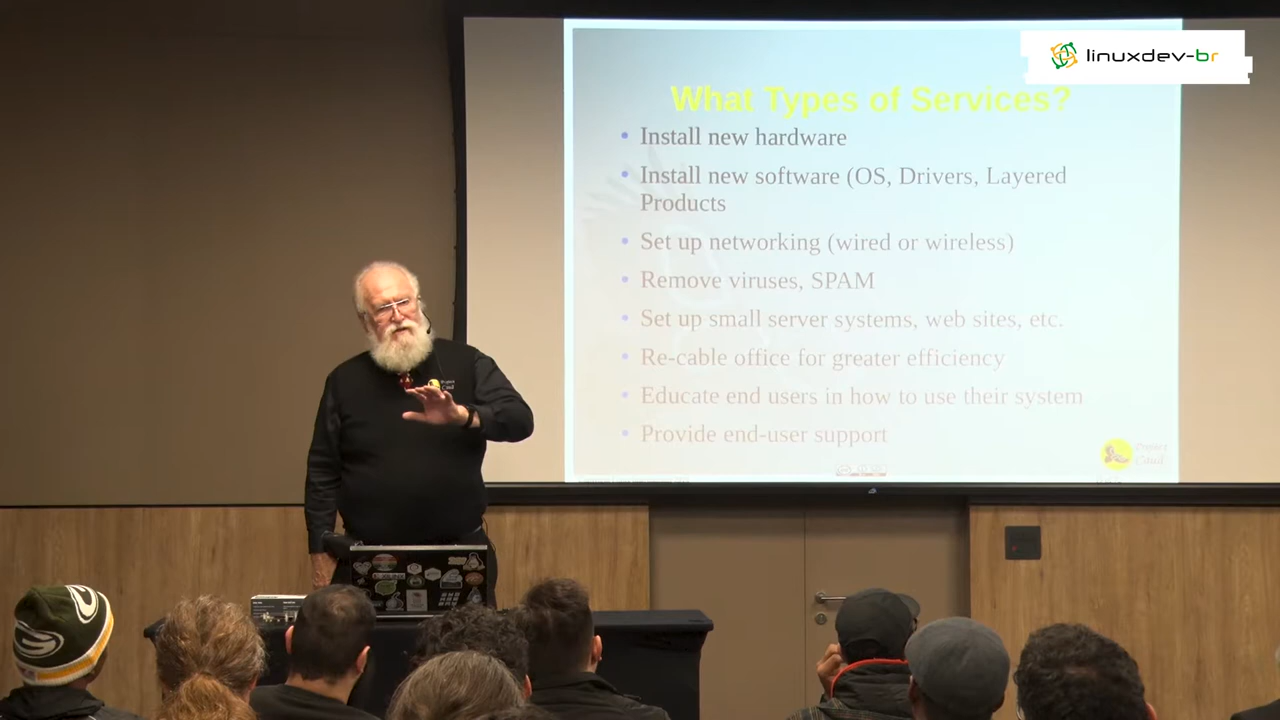 linuxdev-br
What Types of Services?
• Install new hardware
• Install new software (OS, Drivers, Layered
Products
• Set up networking (wired or wireless)
• Remove viruses, SPAM
• Set up small server systems, web sites, etc.
• Re-cable office for greater efficiency
• Educate end users in how to use their system
• Provide end-user support